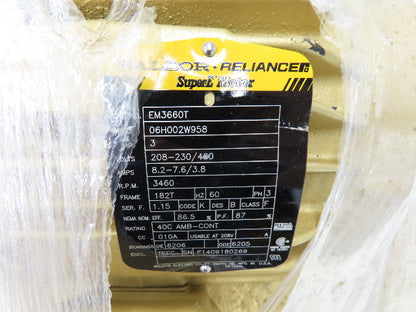 DOR · RELIANCE
Super-E Motor
EM3660T
06H002W958
3
VOLTS 208-230/460
AMPS 8.2-7.6/3.8
R.P.M. 3460
FRAME 182T HZ 60 PH 3
SER. F. 1.15 CODE K DES B CLASS F
NEMA NOM. EFF. 86.5 % P.F. 87 %
RATING 40C AMB-CONT
CC 010A USABLE AT 208V A
BEARINGS DE 6206 ODE 6205
ENCL. TEFC SN F1409160269